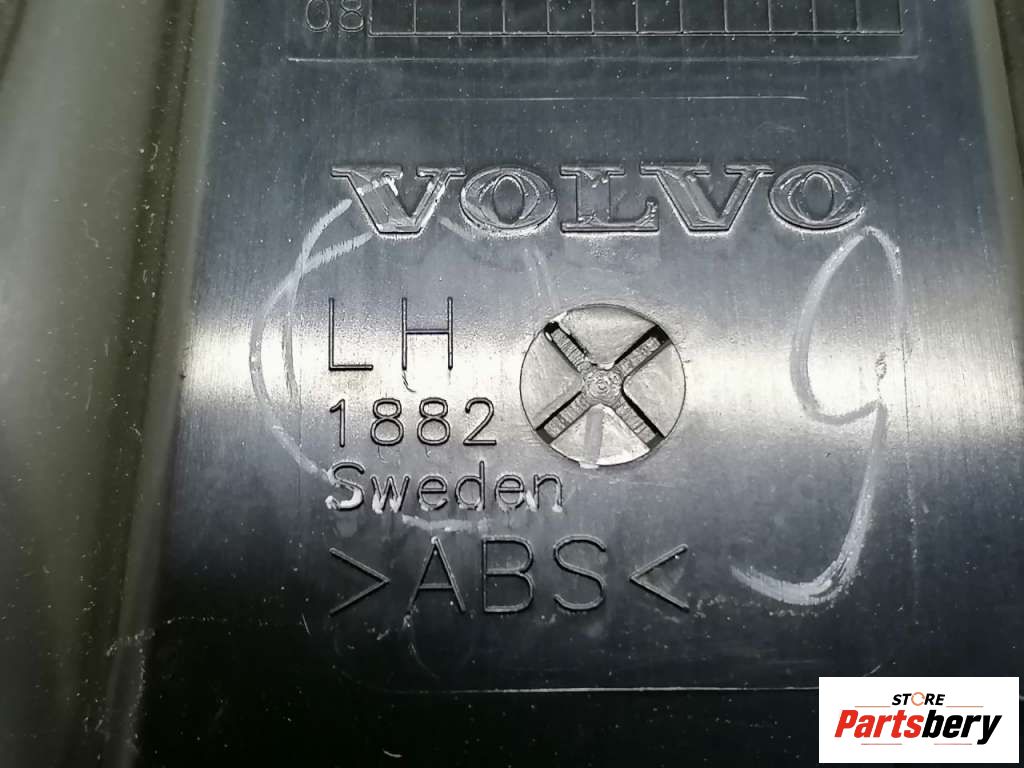 08
VOLVO
LH
1882
Sweden
>ABS<
STORE
Partsbery